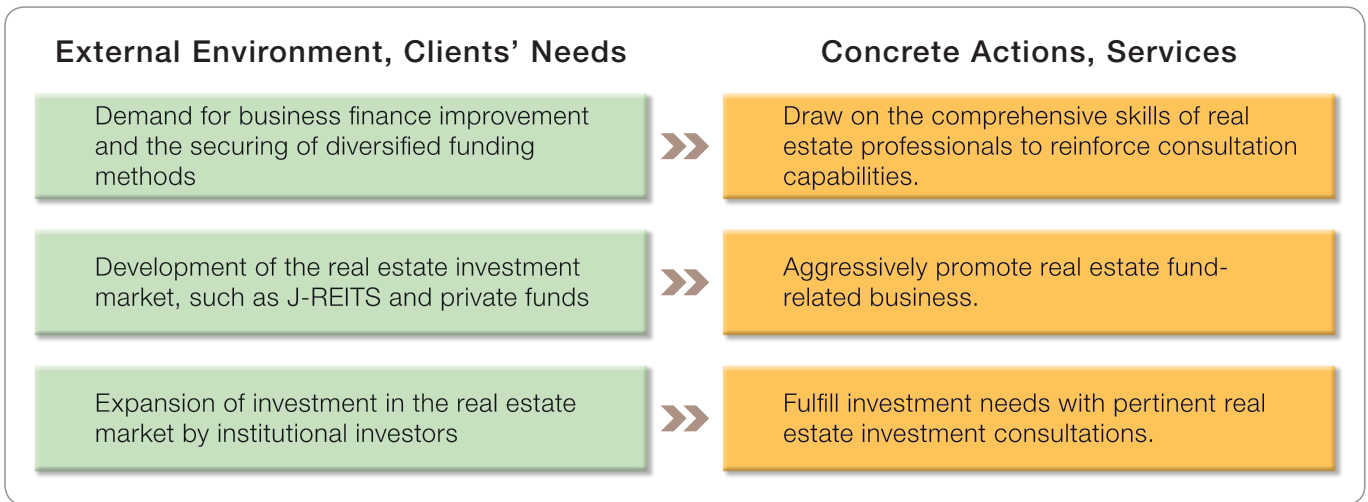 External Environment, Clients’ Needs
Concrete Actions, Services
Demand for business finance improvement
and the securing of diversified funding
methods
Draw on the comprehensive skills of real
estate professionals to reinforce consultation
capabilities.
Development of the real estate investment
market, such as J-REITS and private funds
Aggressively promote real estate fund-
related business.
Expansion of investment in the real estate
market by institutional investors
Fulfill investment needs with pertinent real
estate investment consultations.